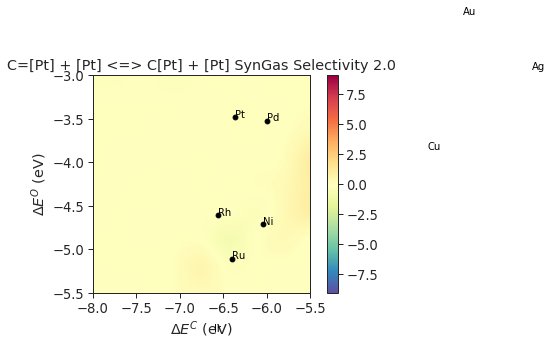 Au
C=[Pt] + [Pt] <=> C[Pt] + [Pt] SynGas Selectivity 2.0
Ag
−3.0
−3.5
−4.0
−4.5
−5.0
−5.5
ΔE^O (eV)
Pt
Pd
Cu
Rh
Ni
Ru
7.5
5.0
2.5
0.0
−2.5
−5.0
−7.5
−8.0 −7.5 −7.0 −6.5 −6.0 −5.5
ΔE^C (eV)
Ir